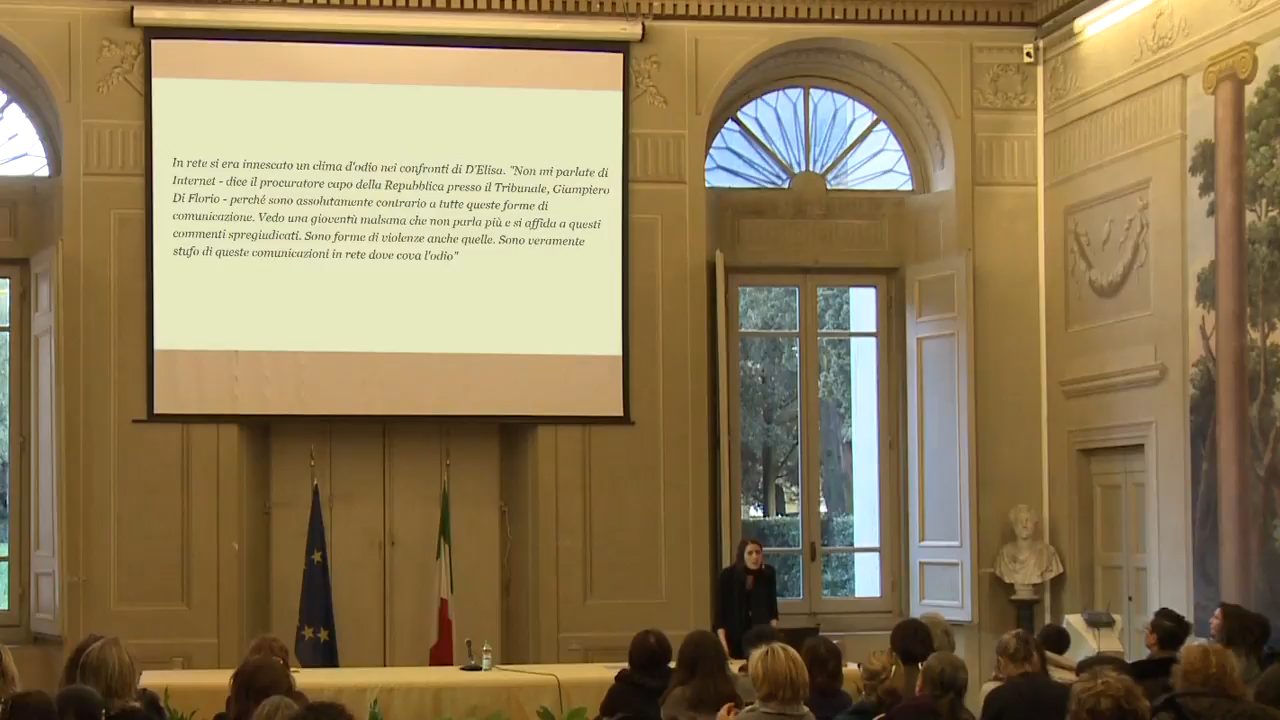 In rete si era innescato un clima d'odio nei confronti di D'Elisa. "Non mi parlate di
Internet - dice il procuratore capo della Repubblica presso il Tribunale, Giampiero
Di Florio - perché sono assolutamente contrario a tutte queste forme di
comunicazione. Vedo una gioventù malsana che non parla più e si affida a questi
commenti spregiudicati. Sono forme di violenze anche quelle. Sono veramente
stufo di queste comunicazioni in rete dove cova l'odio"